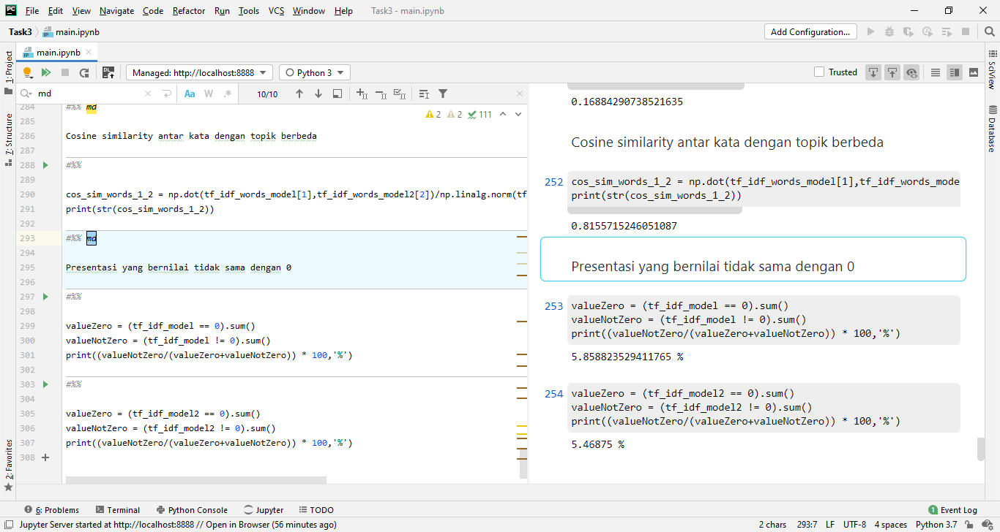 File Edit View Navigate Code Refactor Run Tools VCS Window Help Task3 - main.ipynb
Task3 main.ipynb Add Configuration...
main.ipynb
Managed: http://localhost:8888 Python 3 Trusted
md Aa W .* 10/10
1: Project
7: Structure
2: Favorites
SciView
Database
2 2 111
284 #%% md
285
286 Cosine similarity antar kata dengan topik berbeda
287
288 #%%
289
290 cos_sim_words_1_2 = np.dot(tf_idf_words_model[1],tf_idf_words_model2[2])/np.linalg.norm(tf
291 print(str(cos_sim_words_1_2))
292
293 #%% md
294
295 Presentasi yang bernilai tidak sama dengan 0
296
297 #%%
298
299 valueZero = (tf_idf_model == 0).sum()
300 valueNotZero = (tf_idf_model != 0).sum()
301 print((valueNotZero/(valueZero+valueNotZero)) * 100,'%')
302
303 #%%
304
305 valueZero = (tf_idf_model2 == 0).sum()
306 valueNotZero = (tf_idf_model2 != 0).sum()
307 print((valueNotZero/(valueZero+valueNotZero)) * 100,'%')
308
0.16884290738521635
Cosine similarity antar kata dengan topik berbeda
252 cos_sim_words_1_2 = np.dot(tf_idf_words_model[1],tf_idf_words_mode
print(str(cos_sim_words_1_2))
0.8155715246051087
Presentasi yang bernilai tidak sama dengan 0
253 valueZero = (tf_idf_model == 0).sum()
valueNotZero = (tf_idf_model != 0).sum()
print((valueNotZero/(valueZero+valueNotZero)) * 100,'%')
5.858823529411765 %
254 valueZero = (tf_idf_model2 == 0).sum()
valueNotZero = (tf_idf_model2 != 0).sum()
print((valueNotZero/(valueZero+valueNotZero)) * 100,'%')
5.46875 %
6: Problems Terminal Python Console Jupyter TODO 1 Event Log
Jupyter Server started at http://localhost:8888 // Open in Browser (56 minutes ago) 2 chars 293:7 LF UTF-8 4 spaces Python 3.7